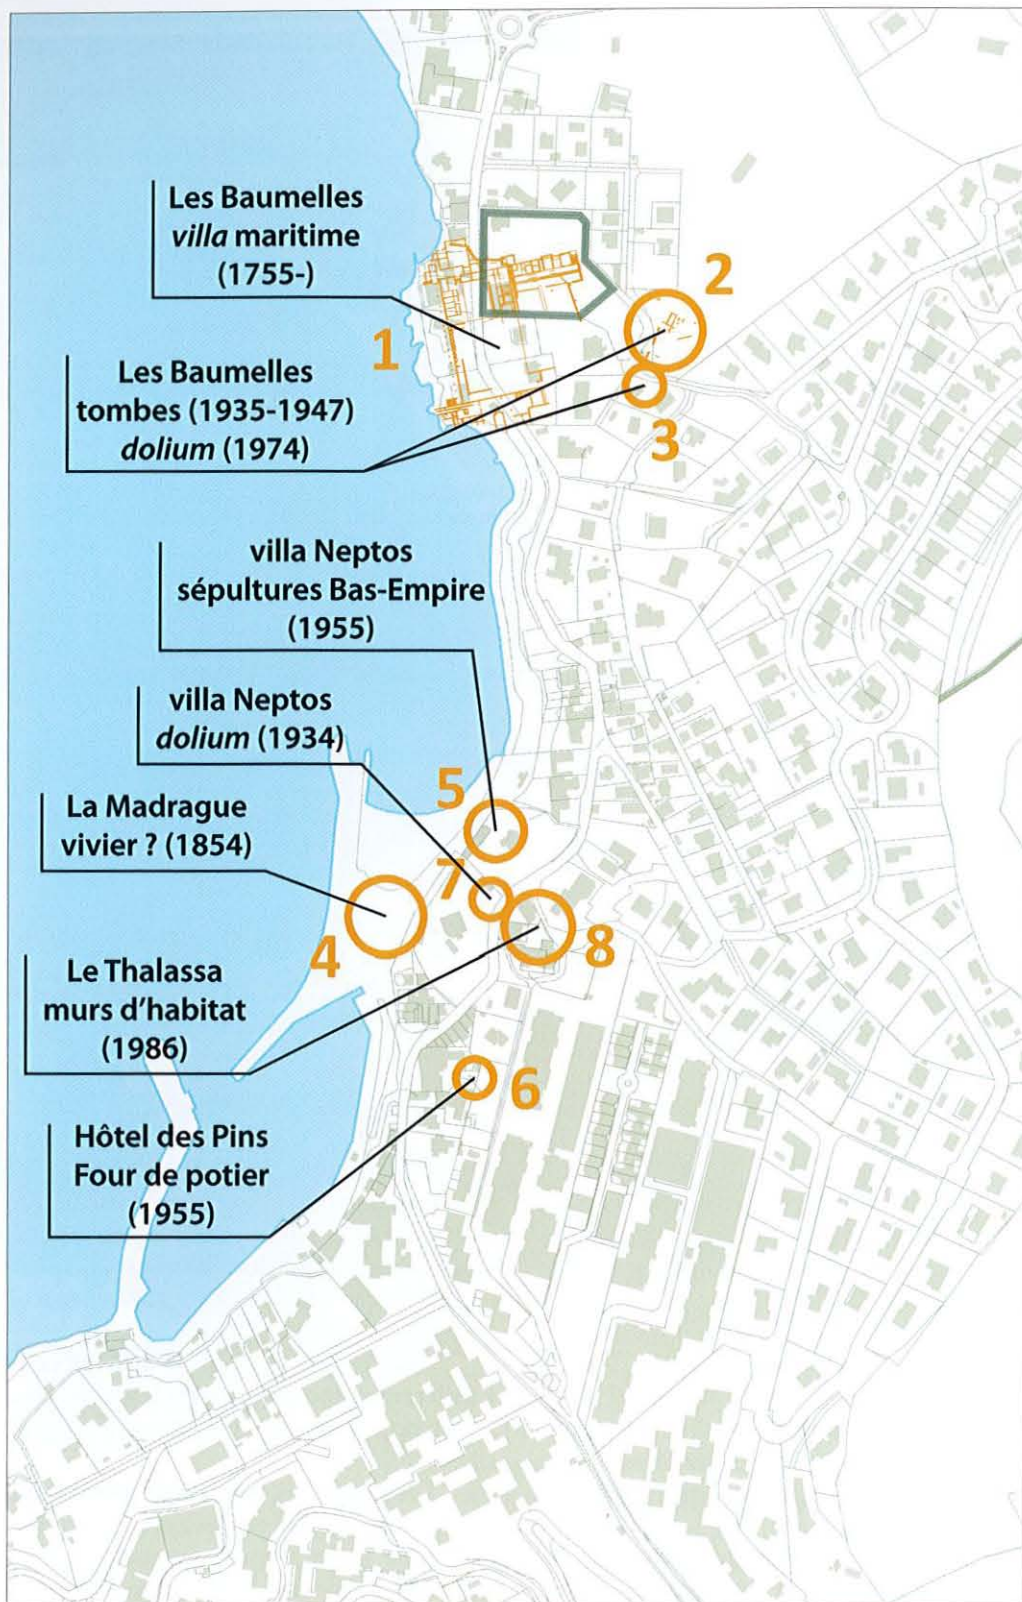 Les Baumelles
villa maritime
(1755-)
1
2
Les Baumelles
tombes (1935-1947)
dolium (1974)
3
villa Neptos
sépultures Bas-Empire
(1955)
villa Neptos
dolium (1934)
5
La Madrague
vivier ? (1854)
7
4
8
Le Thalassa
murs d'habitat
(1986)
6
Hôtel des Pins
Four de potier
(1955)